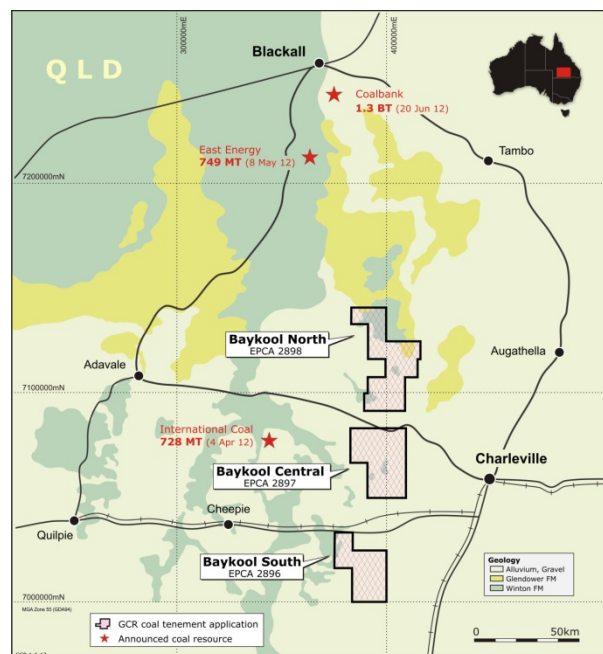 300000mE
400000mE
Blackall
QLD
Coalbank
1.3 BT (20 Jun 12)
East Energy
749 MT (8 May 12)
Tambo
7200000mN
Baykool North
EPCA 2898
Augathella
Adavale
7100000mN
International Coal
728 MT (4 Apr 12)
Baykool Central
EPCA 2897
Charleville
Cheepie
Quilpie
Baykool South
EPCA 2896
Geology
Alluvium, Gravel
Glendower FM
Winton FM
7000000mN
MGA Zone 55 (GDA94)
GCR coal tenement application
Announced coal resource
0 50km